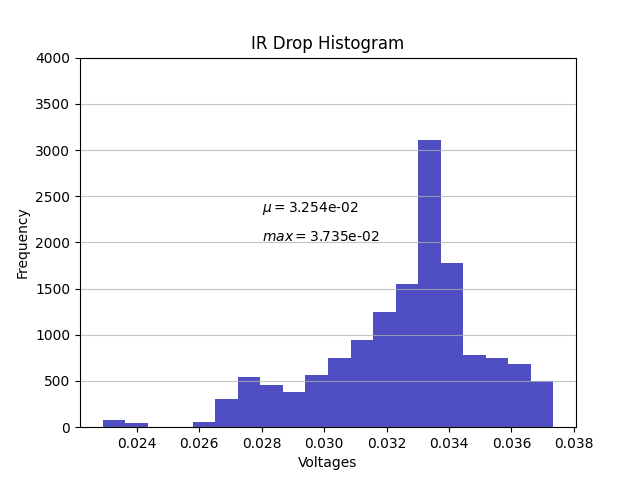 IR Drop Histogram
4000
3500
3000
2500
2000
1500
1000
500
0
Frequency
μ = 3.254e-02
max = 3.735e-02
0.024 0.026 0.028 0.030 0.032 0.034 0.036 0.038
Voltages